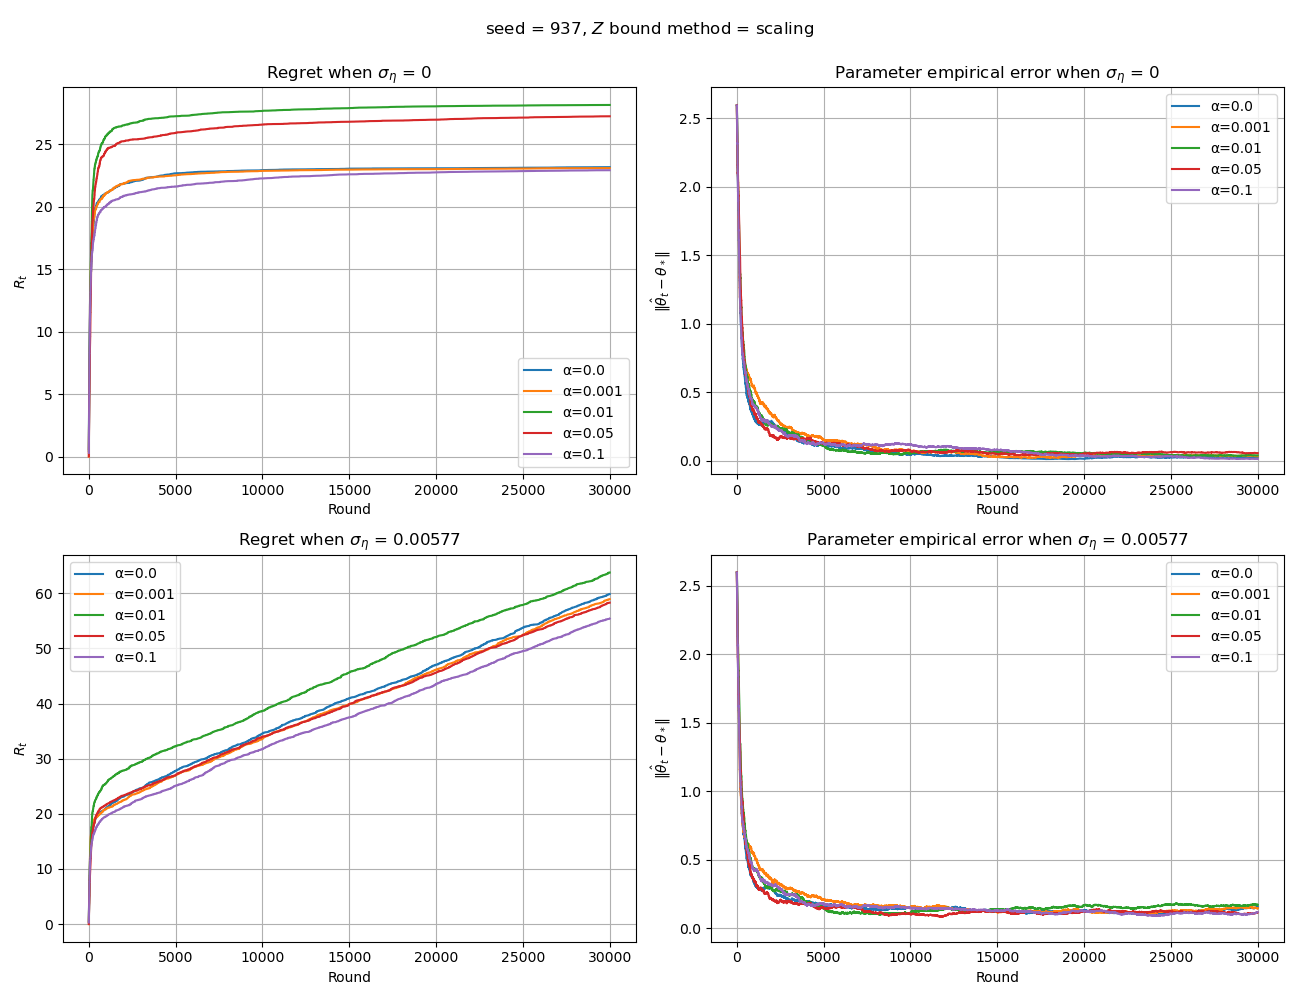 seed = 937, Z bound method = scaling
Regret when σ_η = 0
R_t
25
20
15
10
5
0
α=0.0
α=0.001
α=0.01
α=0.05
α=0.1
0 5000 10000 15000 20000 25000 30000
Round
Parameter empirical error when σ_η = 0
‖θ̂_t − θ_*‖
2.5
2.0
1.5
1.0
0.5
0.0
α=0.0
α=0.001
α=0.01
α=0.05
α=0.1
0 5000 10000 15000 20000 25000 30000
Round
Regret when σ_η = 0.00577
R_t
60
50
40
30
20
10
0
α=0.0
α=0.001
α=0.01
α=0.05
α=0.1
0 5000 10000 15000 20000 25000 30000
Round
Parameter empirical error when σ_η = 0.00577
‖θ̂_t − θ_*‖
2.5
2.0
1.5
1.0
0.5
0.0
α=0.0
α=0.001
α=0.01
α=0.05
α=0.1
0 5000 10000 15000 20000 25000 30000
Round